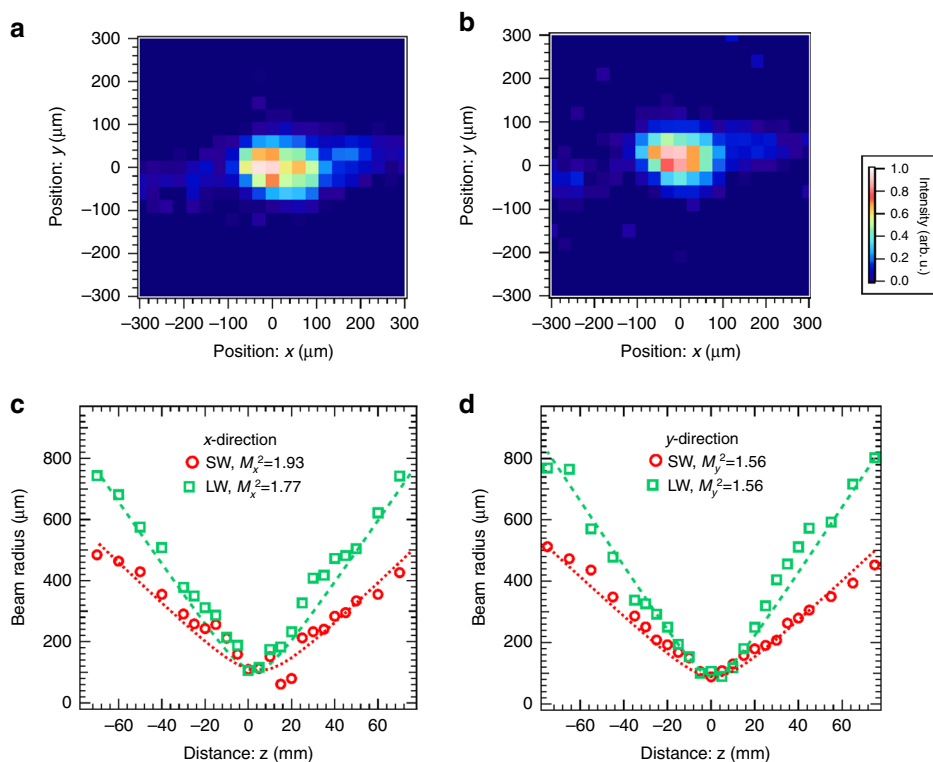 a
300
200
100
0
–100
–200
–300
Position: y (μm)
–300 –200 –100 0 100 200 300
Position: x (μm)
b
300
200
100
0
–100
–200
–300
Position: y (μm)
–300 –200 –100 0 100 200 300
Position: x (μm)
1.0
0.8
0.6
0.4
0.2
0.0
Intensity (arb. u.)
c
800
600
400
200
0
Beam radius (μm)
x-direction
SW, Mx²=1.93
LW, Mx²=1.77
–60 –40 –20 0 20 40 60
Distance: z (mm)
d
800
600
400
200
0
Beam radius (μm)
y-direction
SW, My²=1.56
LW, My²=1.56
–60 –40 –20 0 20 40 60
Distance: z (mm)